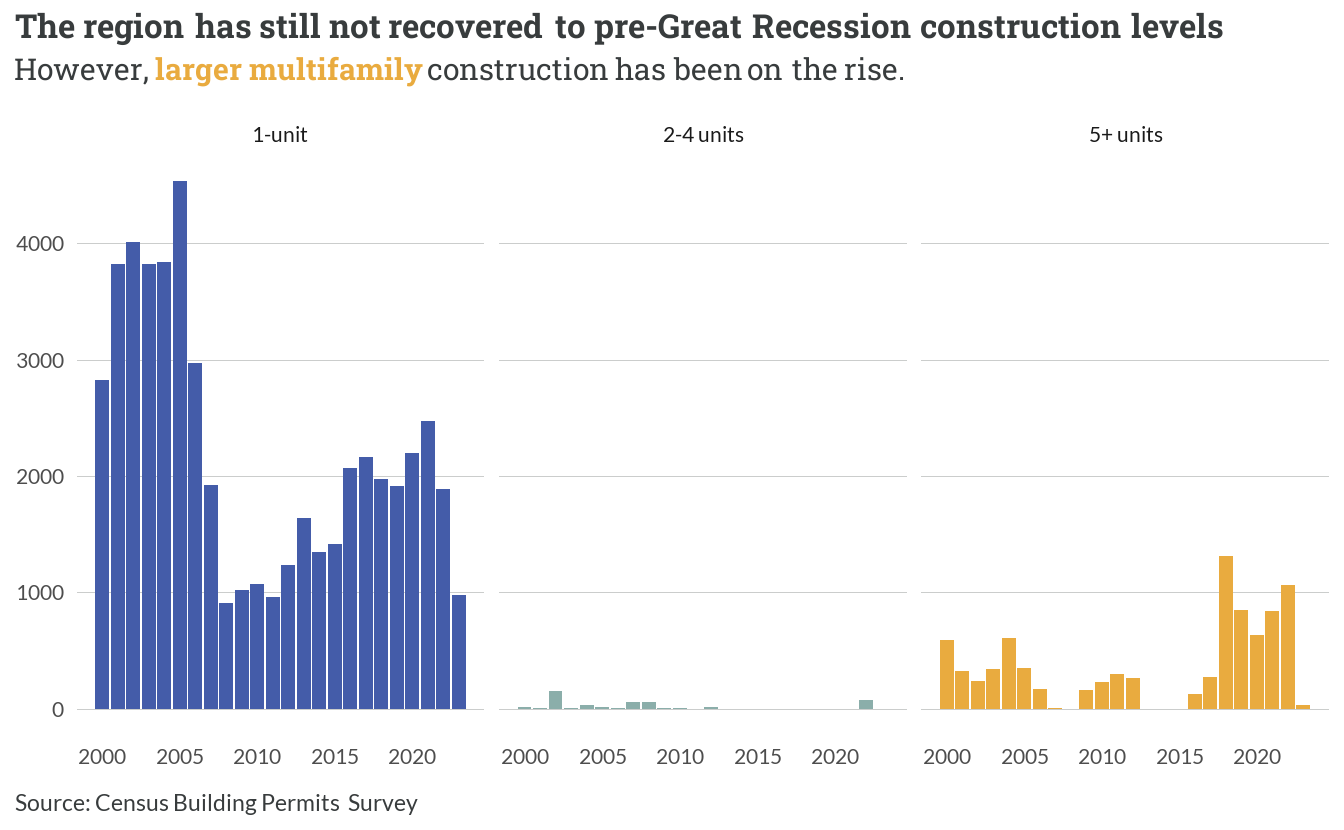 The region has still not recovered to pre-Great Recession construction levels
However, larger multifamily construction has been on the rise.
1-unit
2-4 units
5+ units
4000
3000
2000
1000
0
2000 2005 2010 2015 2020
2000 2005 2010 2015 2020
2000 2005 2010 2015 2020
Source: Census Building Permits Survey